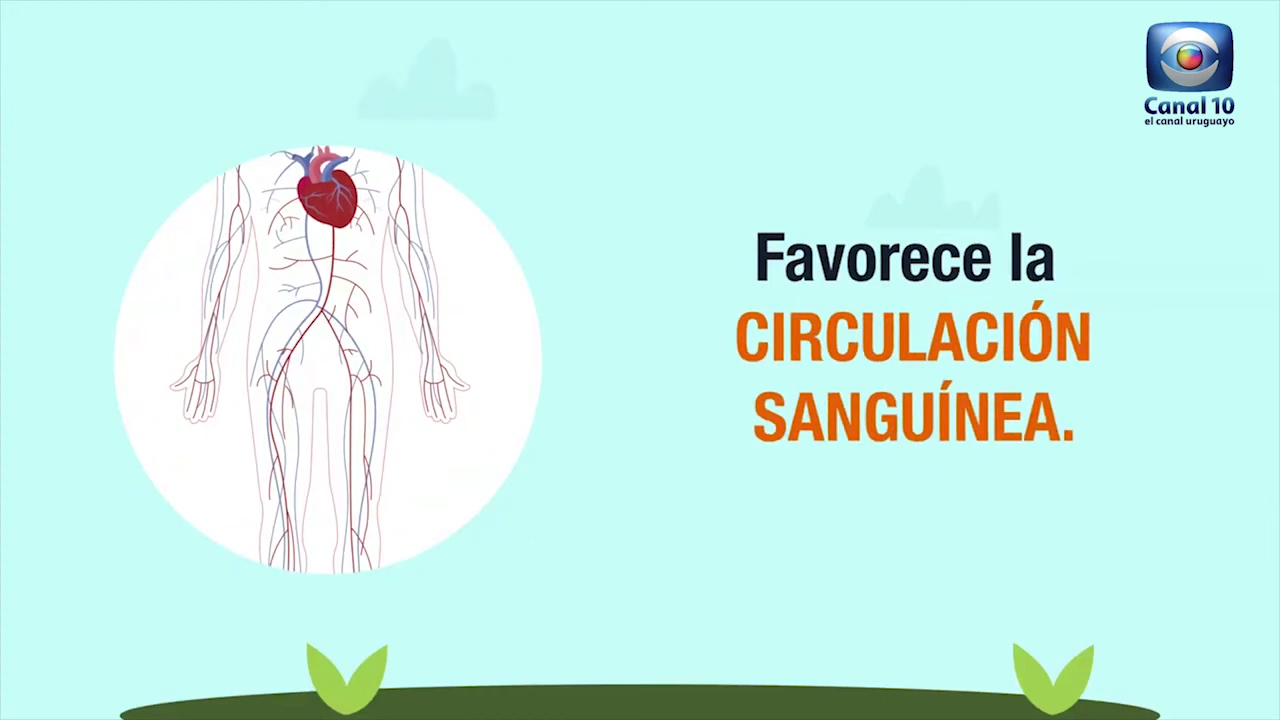 Canal 10
el canal uruguayo
Favorece la
CIRCULACIÓN
SANGUÍNEA.